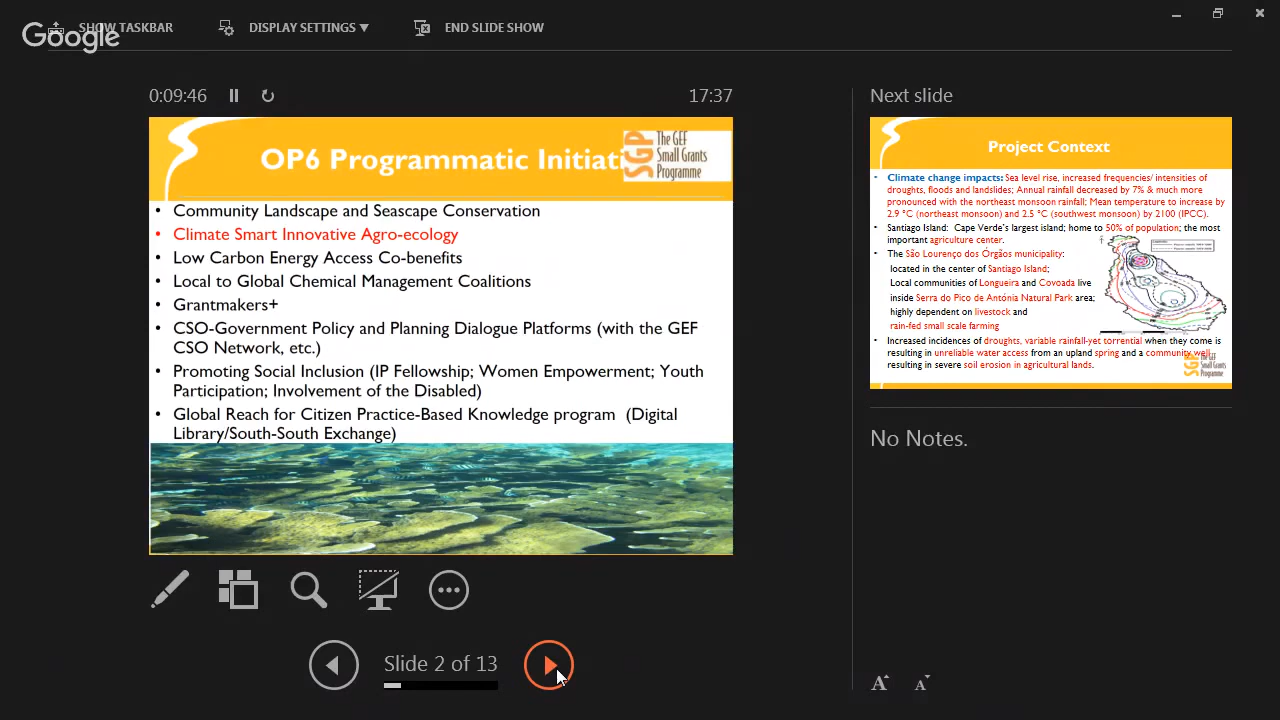 SHOW TASKBAR
DISPLAY SETTINGS
END SLIDE SHOW
Google
0:09:46
17:37
OP6 Programmatic Initiati
SGP The GEF
Small Grants
Programme
• Community Landscape and Seascape Conservation
• Climate Smart Innovative Agro-ecology
• Low Carbon Energy Access Co-benefits
• Local to Global Chemical Management Coalitions
• Grantmakers+
• CSO-Government Policy and Planning Dialogue Platforms (with the GEF
CSO Network, etc.)
• Promoting Social Inclusion (IP Fellowship; Women Empowerment; Youth
Participation; Involvement of the Disabled)
• Global Reach for Citizen Practice-Based Knowledge program (Digital
Library/South-South Exchange)
Slide 2 of 13
Next slide
Project Context
• Climate change impacts: Sea level rise, increased frequencies/ intensities of
droughts, floods and landslides; Annual rainfall decreased by 7% & much more
pronounced with the northeast monsoon rainfall; Mean temperature to increase by
2.9 °C (northeast monsoon) and 2.5 °C (southwest monsoon) by 2100 (IPCC).
• Santiago Island: Cape Verde's largest island; home to 50% of population; the most
important agriculture center.
• The São Lourenço dos Órgãos municipality:
located in the center of Santiago Island;
Local communities of Longueira and Covoada live
inside Serra do Pico de Antónia Natural Park area;
highly dependent on livestock and
rain-fed small scale farming
• Increased incidences of droughts, variable rainfall-yet torrential when they come is
resulting in unreliable water access from an upland spring and a community well
resulting in severe soil erosion in agricultural lands.
SGP The GEF
Small Grants
Programme
No Notes.
A A